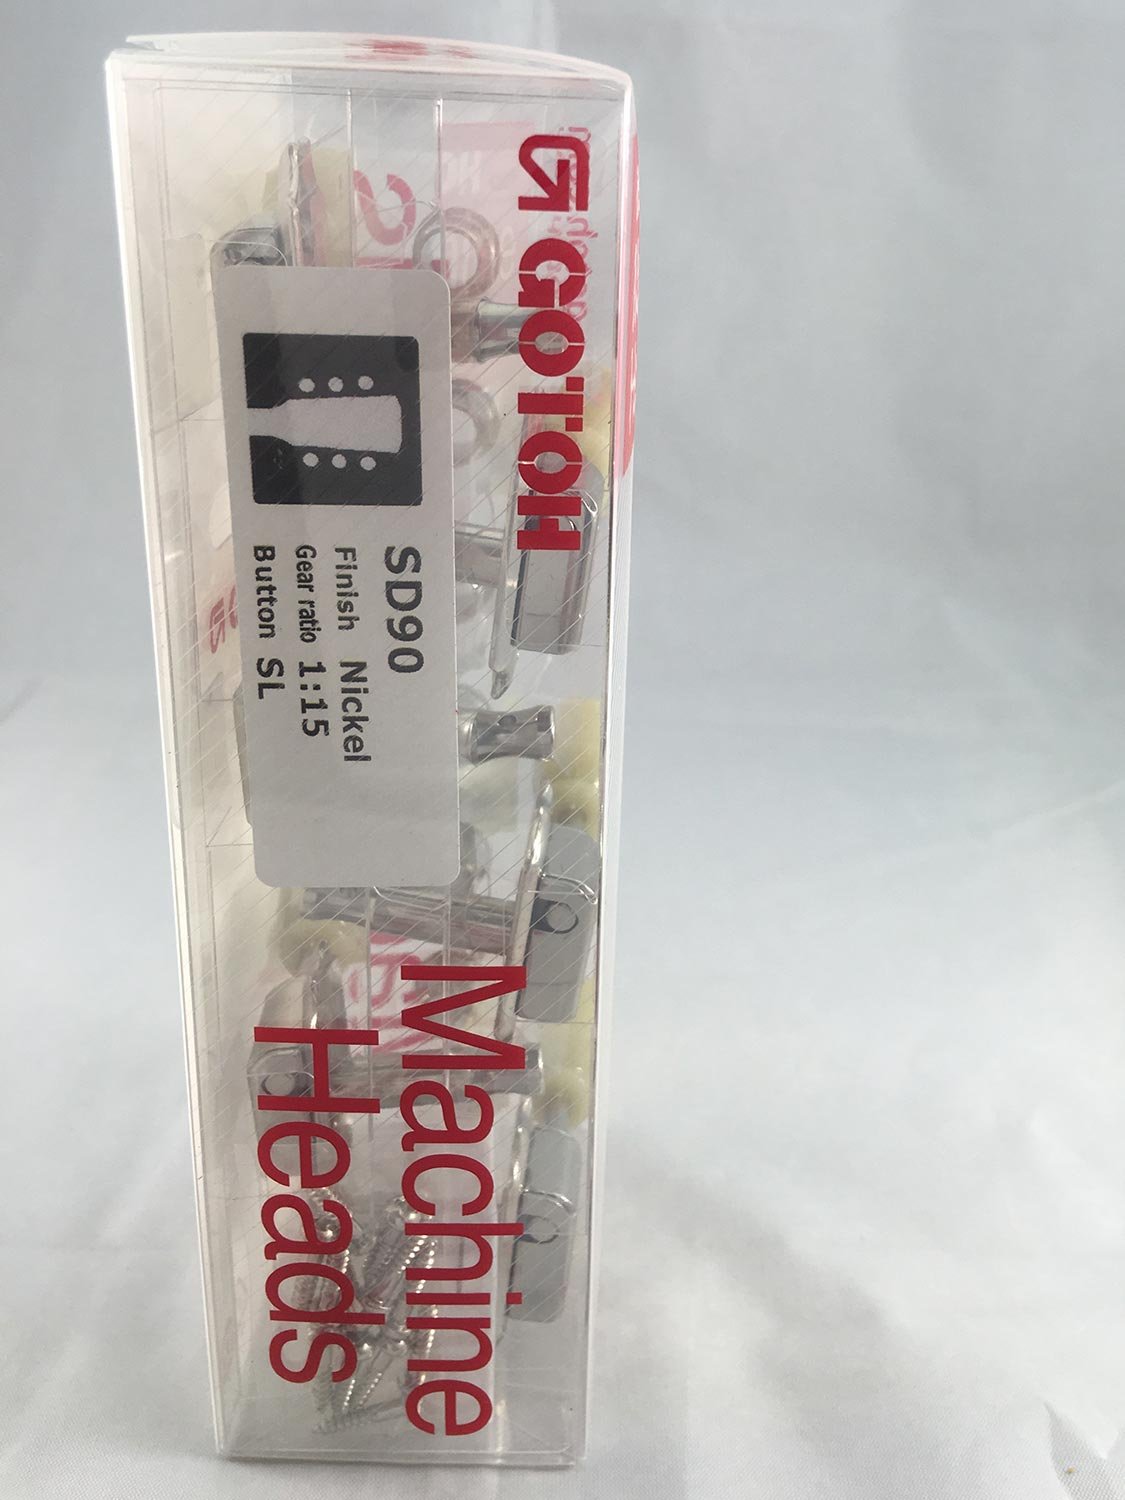 GOTOH
SD90
Finish Nickel
Gear ratio 1:15
Button SL
Machine
Heads